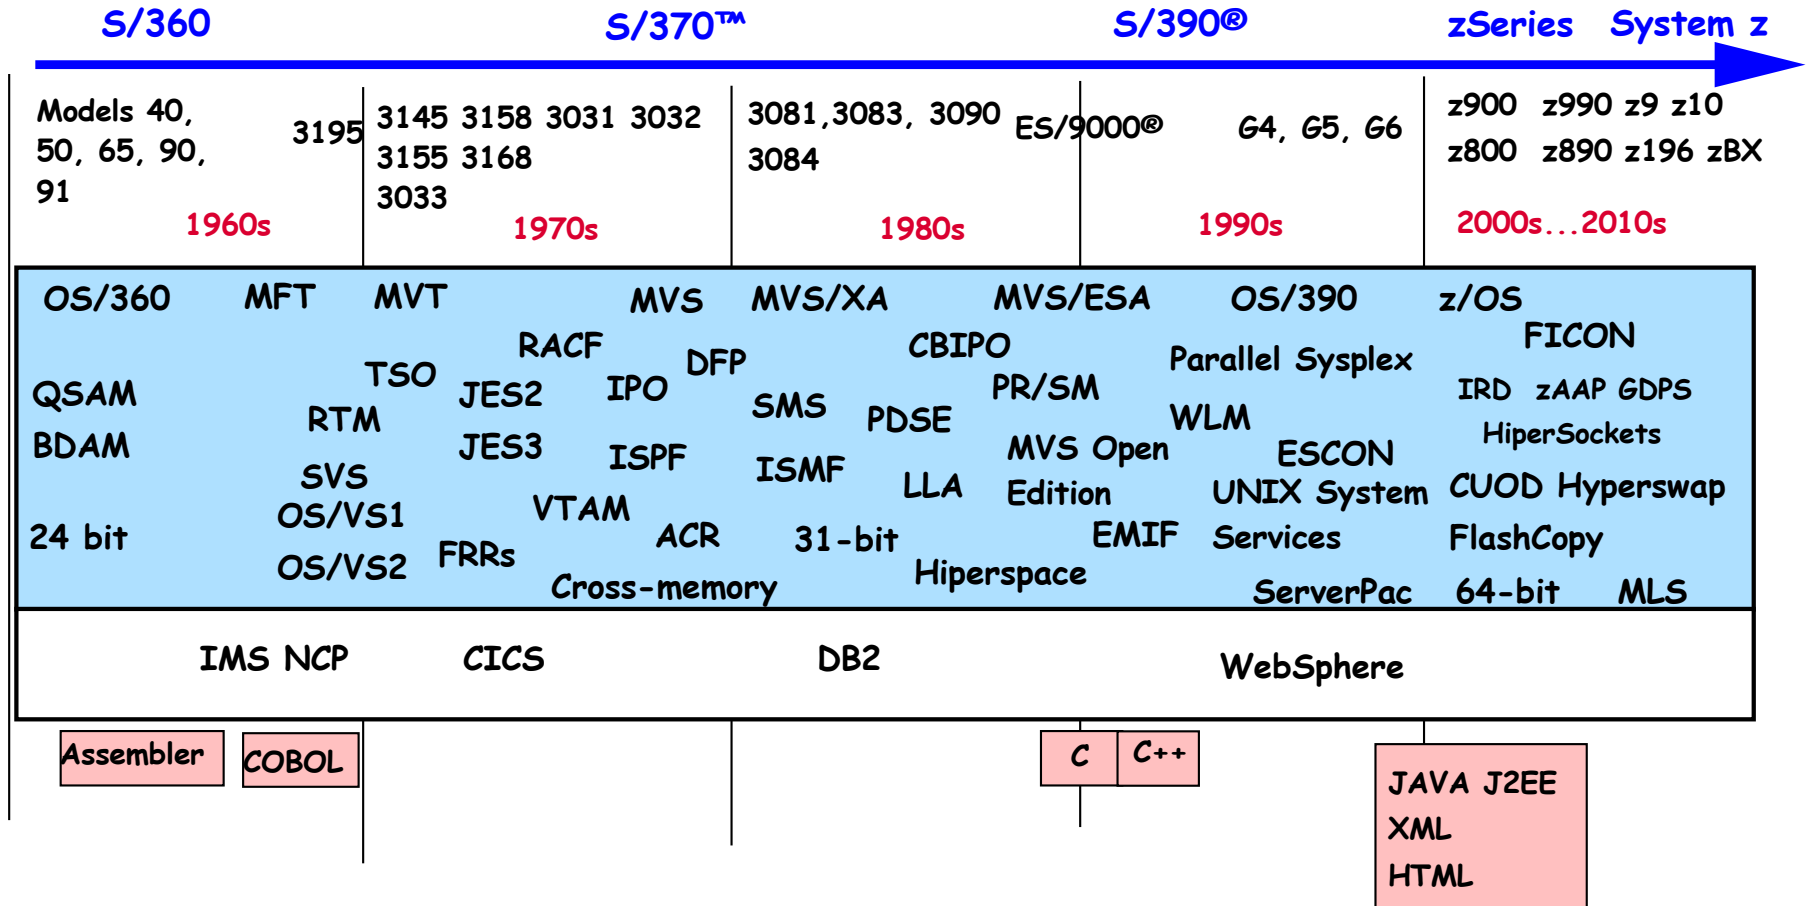 S/360 S/370™ S/390® zSeries System z
Models 40,
50, 65, 90,
91
3195
1960s
3145 3158 3031 3032
3155 3168
3033
1970s
3081,3083, 3090
3084
1980s
ES/9000®
G4, G5, G6
1990s
z900 z990 z9 z10
z800 z890 z196 zBX
2000s...2010s
OS/360 MFT MVT MVS MVS/XA MVS/ESA OS/390 z/OS
QSAM
BDAM
24 bit
RTM
SVS
OS/VS1
OS/VS2
TSO
RACF
JES2
JES3
FRRs
VTAM
IPO
ISPF
DFP
ACR
Cross-memory
SMS
ISMF
31-bit
CBIPO
PDSE
LLA
Hiperspace
PR/SM
MVS Open
Edition
EMIF
Parallel Sysplex
WLM
ESCON
UNIX System
Services
ServerPac
FICON
IRD zAAP GDPS
HiperSockets
CUOD Hyperswap
FlashCopy
64-bit MLS
IMS NCP CICS DB2 WebSphere
Assembler
COBOL
C
C++
JAVA J2EE
XML
HTML